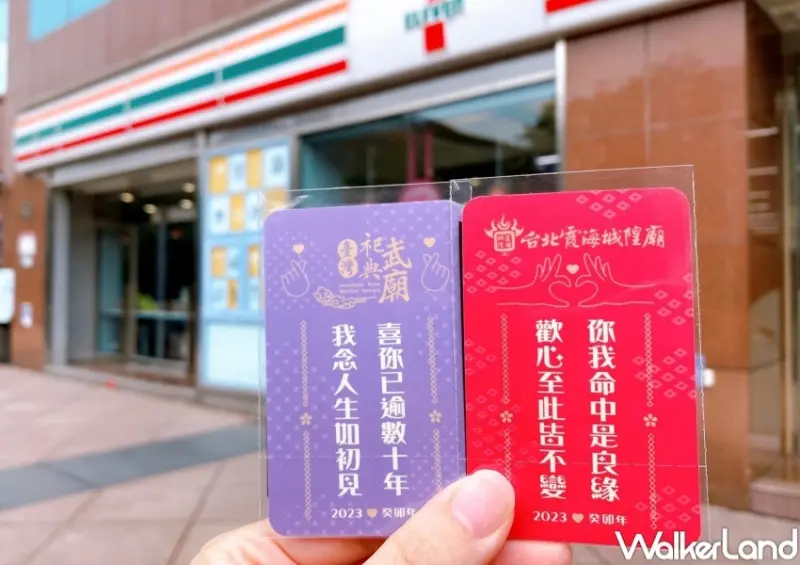 ELEVEn
臺灣
祀典
武廟
喜你已逾數十年
我念人生如初見
2023 癸卯年
台北霞海城隍廟
你我命中是良緣
歡心至此皆不變
2023 癸卯年
WalkerLand